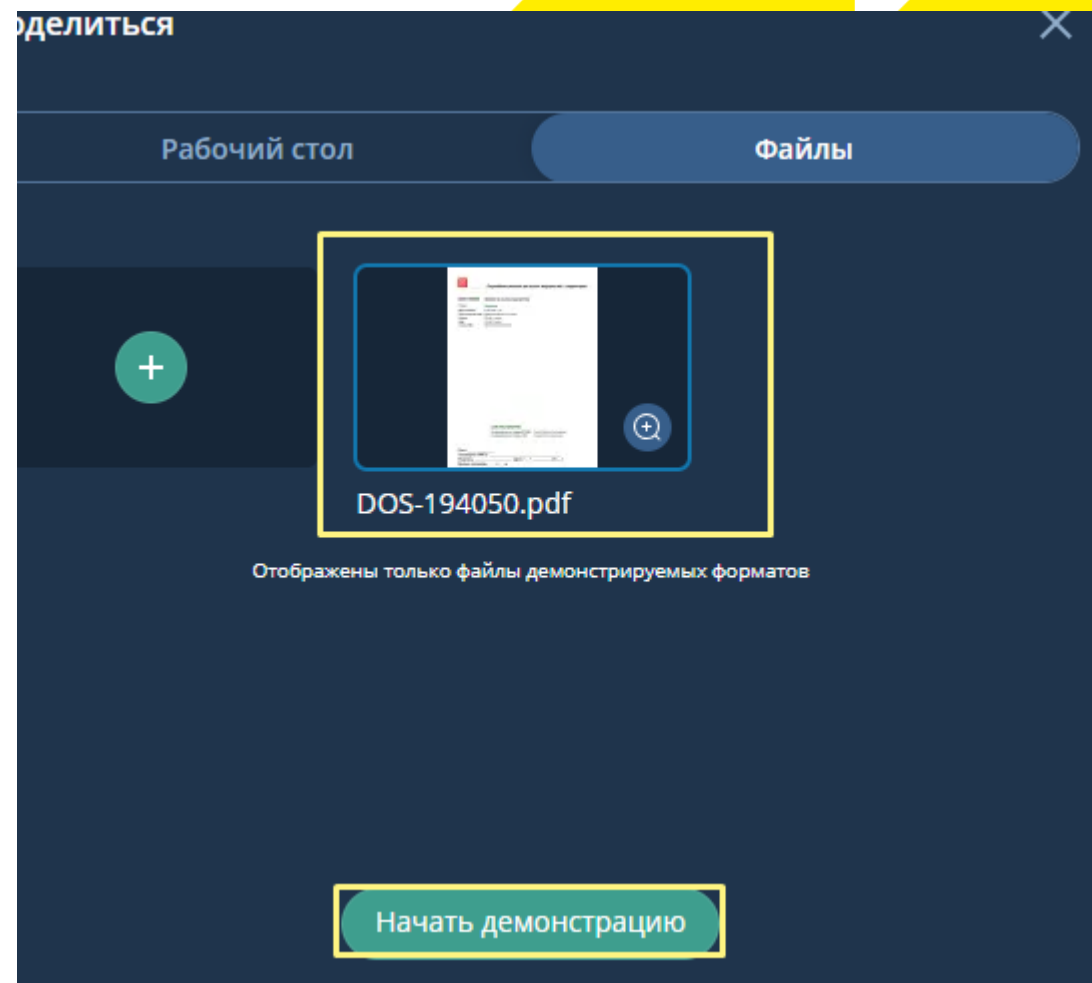 оделиться
Рабочий стол
Файлы
DOS-194050.pdf
Отображены только файлы демонстрируемых форматов
Начать демонстрацию